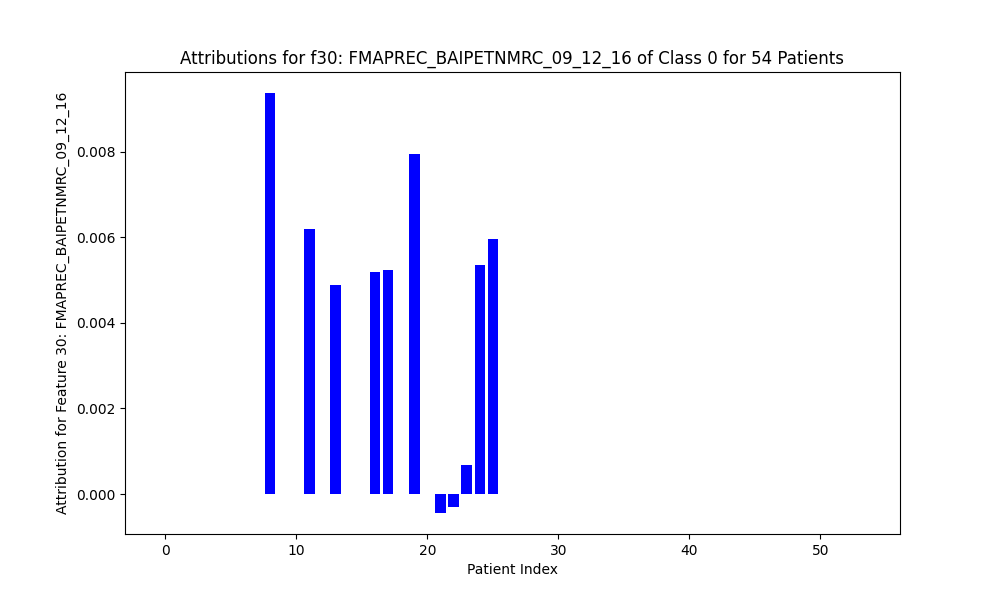 Attributions for f30: FMAPREC_BAIPETNMRC_09_12_16 of Class 0 for 54 Patients
Attribution for Feature 30: FMAPREC_BAIPETNMRC_09_12_16
0.008
0.006
0.004
0.002
0.000
0 10 20 30 40 50
Patient Index